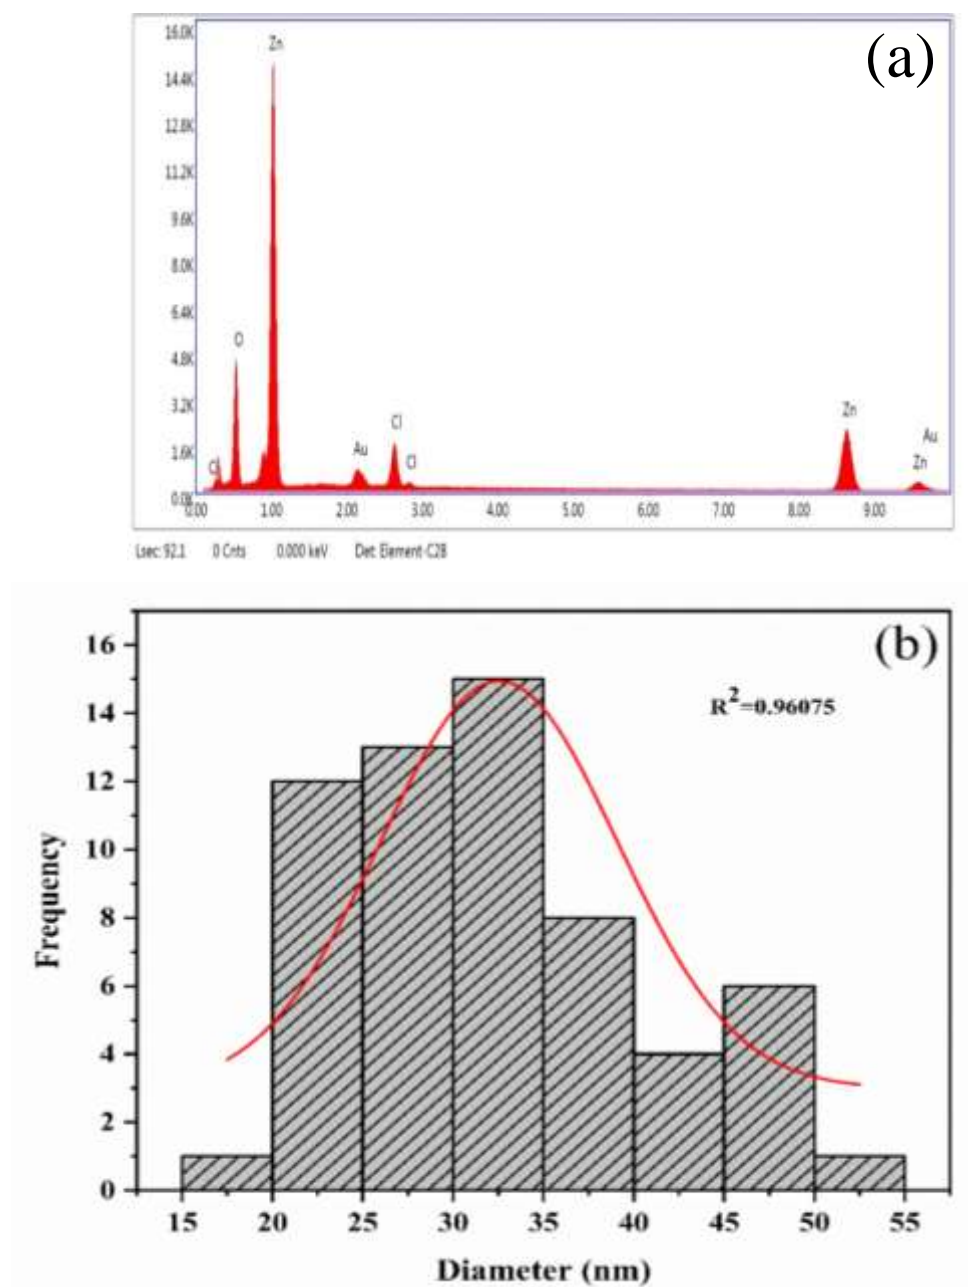 (a)
16.0K
14.4K
12.8K
11.2K
9.6K
8.0K
6.4K
4.8K
3.2K
1.6K
0.0K
Zn
O
Cl
Au
Cl
Cl
Zn
Au
Zn
0.00 1.00 2.00 3.00 4.00 5.00 6.00 7.00 8.00 9.00
Lsec: 92.1 0 Cnts 0.000 keV Det: Element-C2B
(b)
R²=0.96075
Frequency
16
14
12
10
8
6
4
2
0
15 20 25 30 35 40 45 50 55
Diameter (nm)